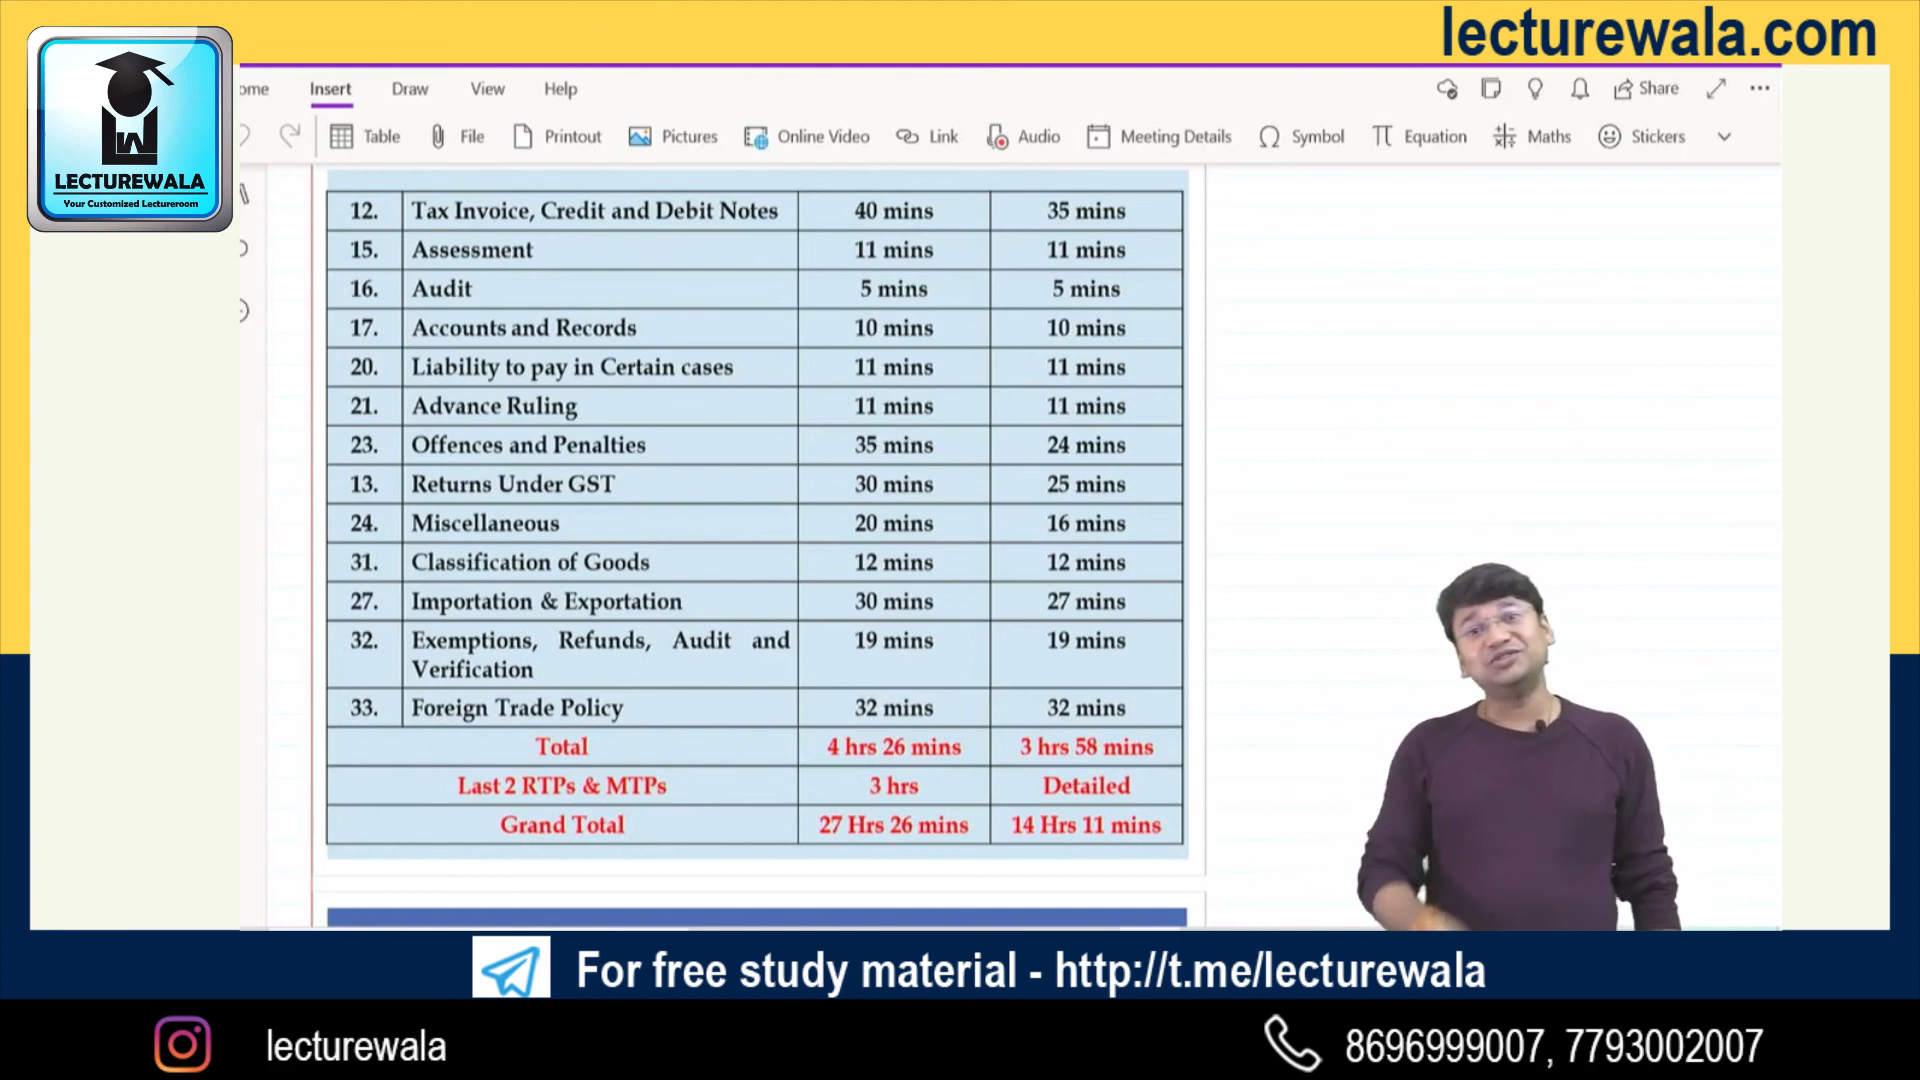 lecturewala.com
LECTUREWALA
Your Customized Lectureroom
ome Insert Draw View Help Share
Table File Printout Pictures Online Video Link Audio Meeting Details Symbol Equation Maths Stickers
12. Tax Invoice, Credit and Debit Notes 40 mins 35 mins
15. Assessment 11 mins 11 mins
16. Audit 5 mins 5 mins
17. Accounts and Records 10 mins 10 mins
20. Liability to pay in Certain cases 11 mins 11 mins
21. Advance Ruling 11 mins 11 mins
23. Offences and Penalties 35 mins 24 mins
13. Returns Under GST 30 mins 25 mins
24. Miscellaneous 20 mins 16 mins
31. Classification of Goods 12 mins 12 mins
27. Importation & Exportation 30 mins 27 mins
32. Exemptions, Refunds, Audit and 19 mins 19 mins
Verification
33. Foreign Trade Policy 32 mins 32 mins
Total 4 hrs 26 mins 3 hrs 58 mins
Last 2 RTPs & MTPs 3 hrs Detailed
Grand Total 27 Hrs 26 mins 14 Hrs 11 mins
For free study material - http://t.me/lecturewala
lecturewala 8696999007, 7793002007